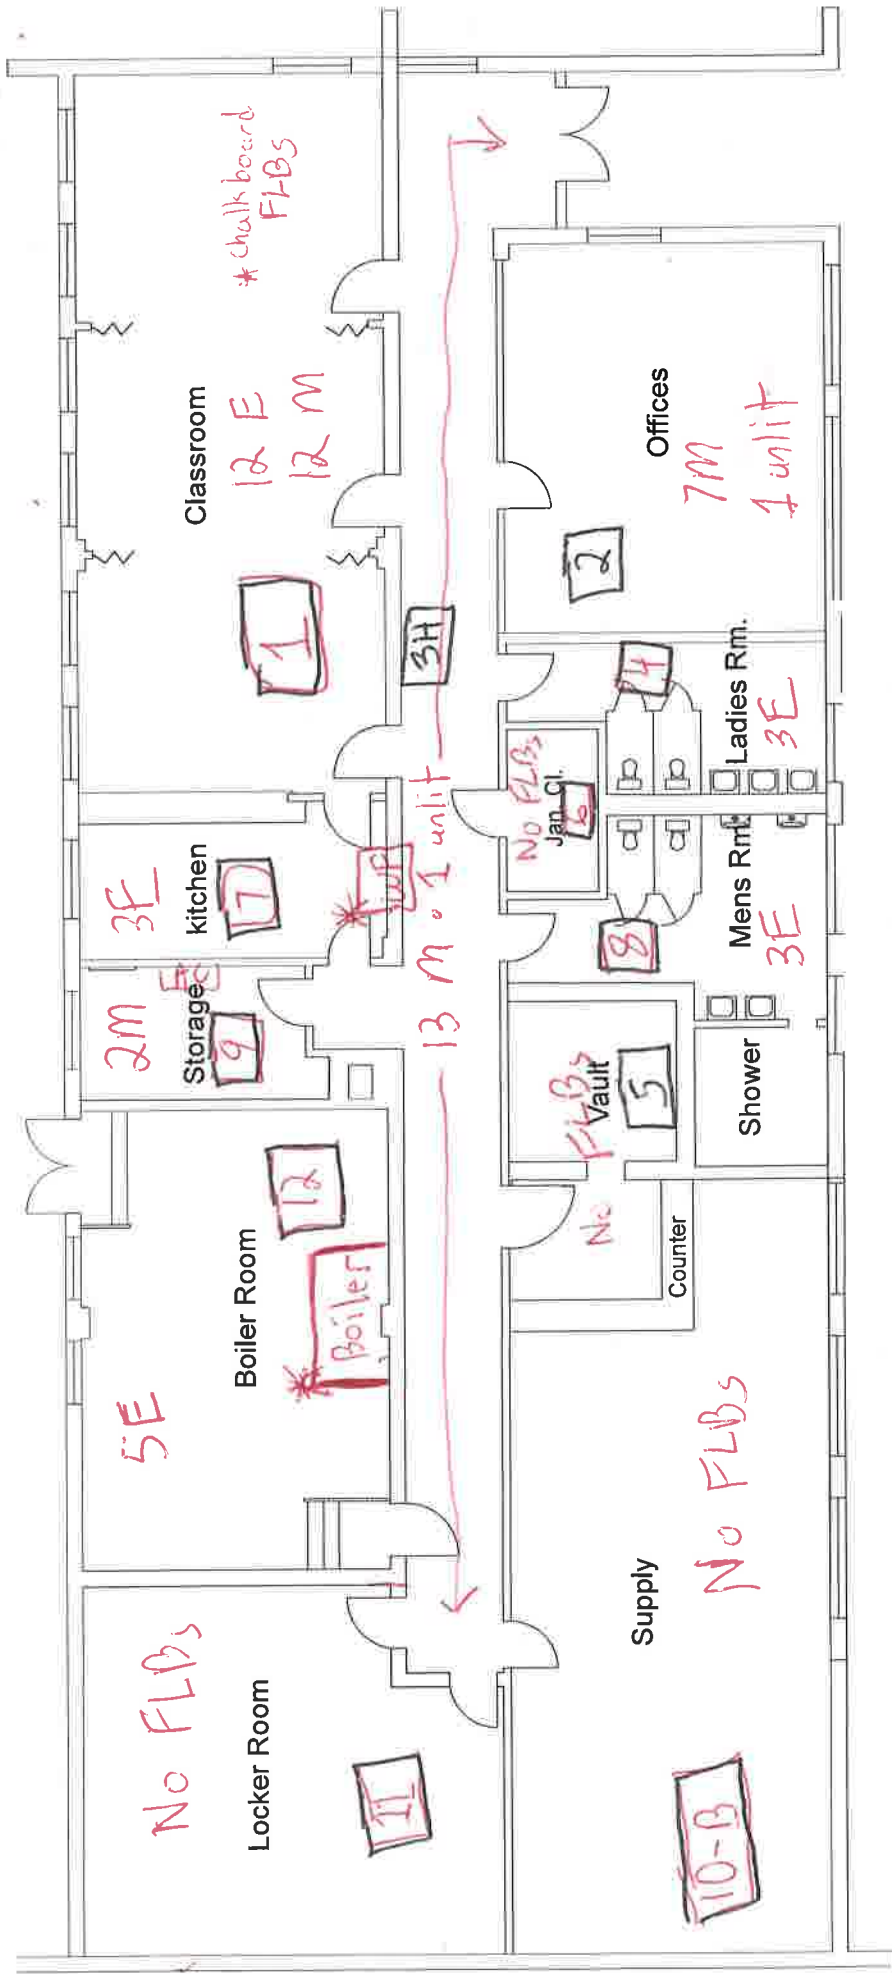 No FLBs
Locker Room
11
5E
Boiler Room
12
Boiler
2M
Storage
9
3E
kitchen
7
WF
Classroom
12 E
12 M
1
* chalkboard
FLBs
13 M • 1 unlit
3H
10-B
Supply
No FLBs
Counter
No FLBs
Vault
5
Shower
8
Mens Rm.
3E
No FLBs
Jan. Cl.
6
4
Ladies Rm.
3E
2
Offices
7M
1 unlit